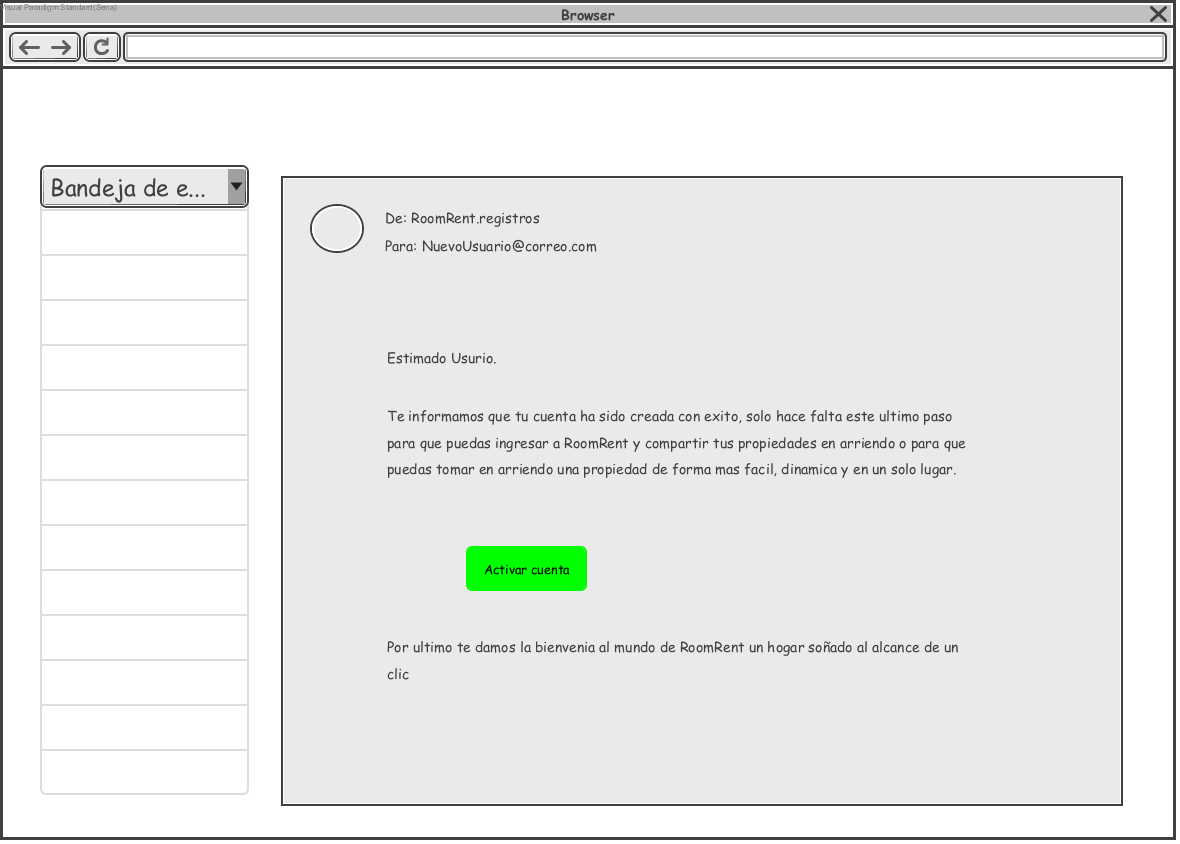 Visual Paradigm Standard(Sena)
Browser
Bandeja de e...
De: RoomRent.registros
Para: NuevoUsuario@correo.com
Estimado Usurio.
Te informamos que tu cuenta ha sido creada con exito, solo hace falta este ultimo paso
para que puedas ingresar a RoomRent y compartir tus propiedades en arriendo o para que
puedas tomar en arriendo una propiedad de forma mas facil, dinamica y en un solo lugar.
Activar cuenta
Por ultimo te damos la bienvenia al mundo de RoomRent un hogar soñado al alcance de un
clic